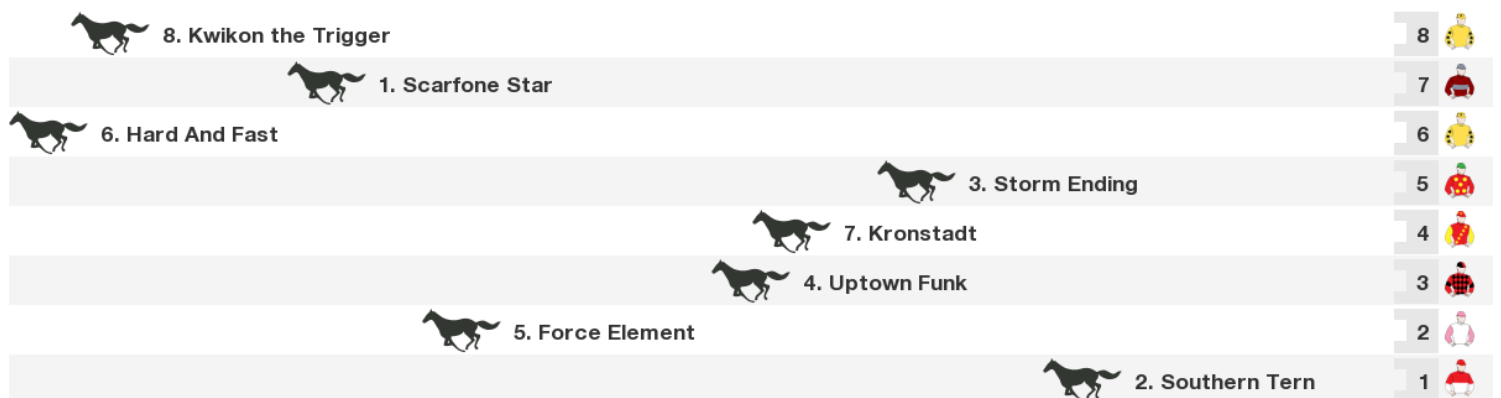 8. Kwikon the Trigger 8
1. Scarfone Star 7
6. Hard And Fast 6
3. Storm Ending 5
7. Kronstadt 4
4. Uptown Funk 3
5. Force Element 2
2. Southern Tern 1